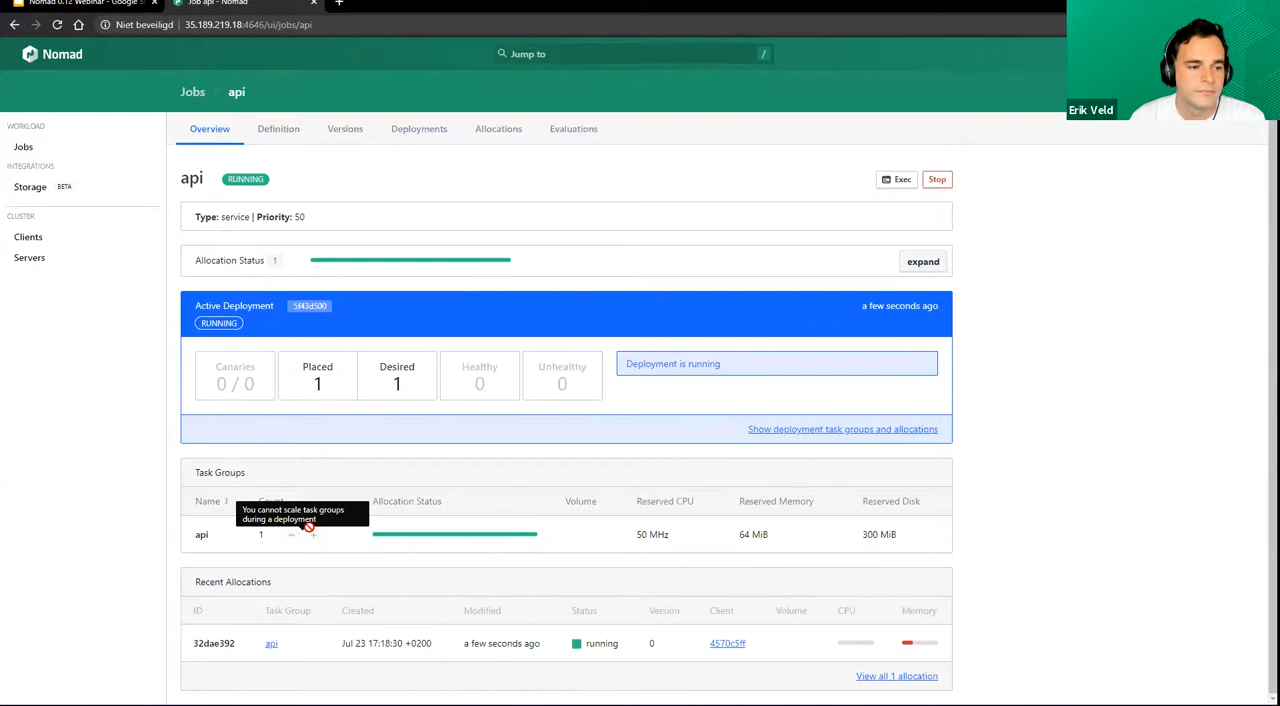 Nomad 0.12 Webinar - Google S
Job api - Nomad
Niet beveiligd
35.189.219.18:4646/ui/jobs/api
Nomad
Jump to
/
Erik Veld
Jobs
api
WORKLOAD
Jobs
INTEGRATIONS
Storage BETA
CLUSTER
Clients
Servers
Overview Definition Versions Deployments Allocations Evaluations
api RUNNING
Exec
Stop
Type: service | Priority: 50
Allocation Status 1
expand
Active Deployment 5f43d500
a few seconds ago
RUNNING
Canaries Placed Desired Healthy Unhealthy
0 / 0 1 1 0 0
Deployment is running
Show deployment task groups and allocations
Task Groups
Name Count Allocation Status Volume Reserved CPU Reserved Memory Reserved Disk
You cannot scale task groups
during a deployment
api 1 − + 50 MHz 64 MiB 300 MiB
Recent Allocations
ID Task Group Created Modified Status Version Client Volume CPU Memory
32dae392 api Jul 23 17:18:30 +0200 a few seconds ago running 0 4570c5ff
View all 1 allocation